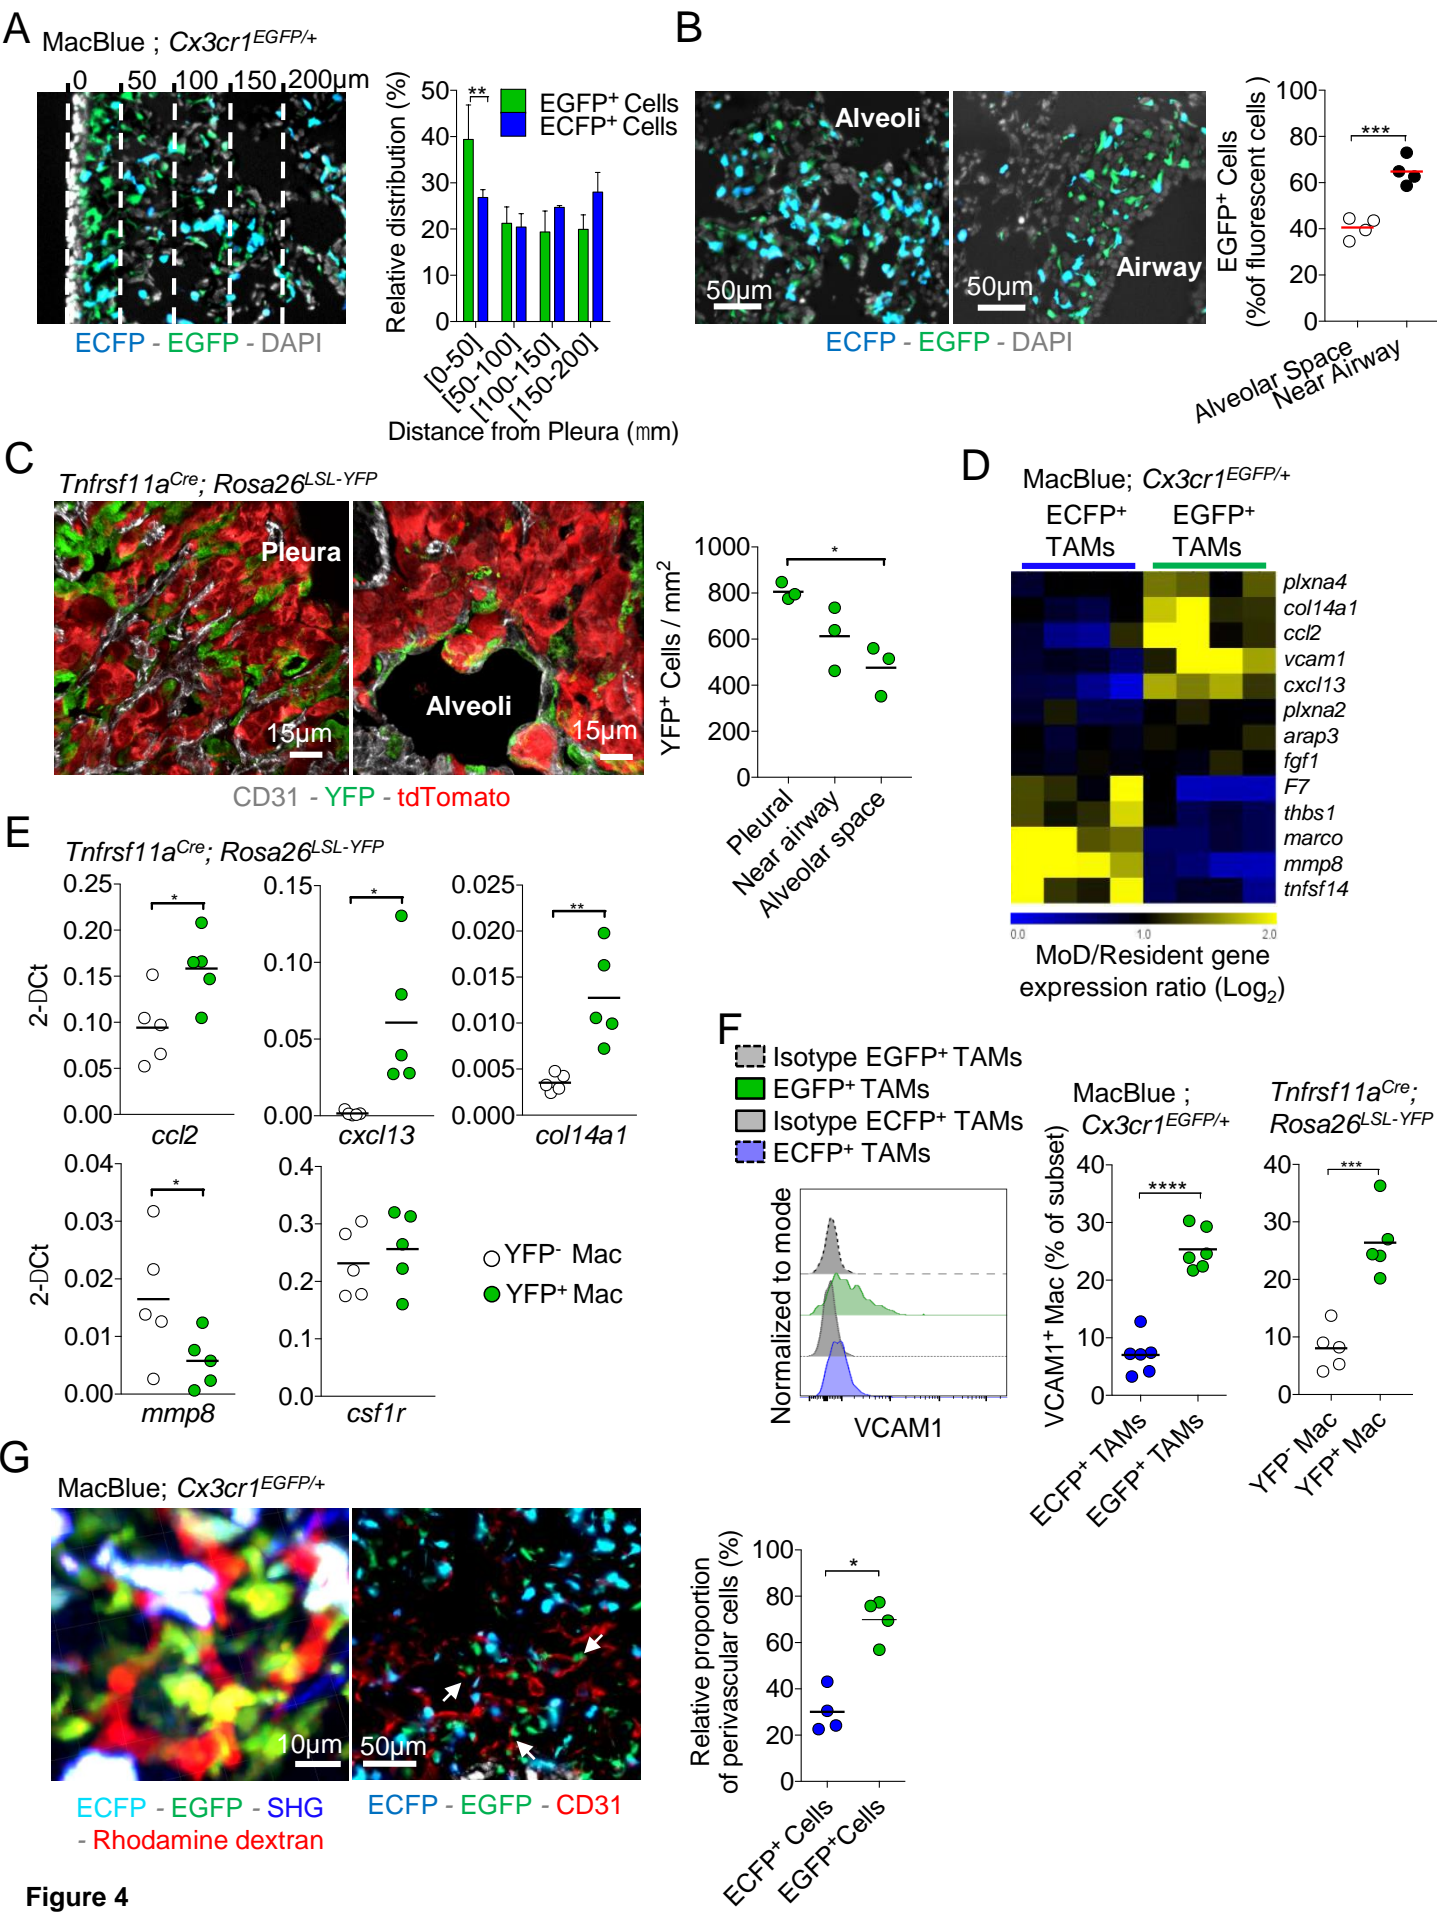 A
MacBlue ; Cx3cr1EGFP/+
0 50 100 150 200µm
ECFP - EGFP - DAPI
Relative distribution (%)
50
40
30
20
10
0
**
EGFP+ Cells
ECFP+ Cells
[0-50]
[50-100]
[100-150]
[150-200]
Distance from Pleura (mm)
B
Alveoli
50µm
Airway
50µm
ECFP - EGFP - DAPI
EGFP+ Cells
(%of fluorescent cells)
100
80
60
40
20
0
***
Alveolar Space
Near Airway
C
Tnfrsf11aCre; Rosa26LSL-YFP
Pleura
15µm
Alveoli
15µm
CD31 - YFP - tdTomato
YFP+ Cells / mm2
1000
800
600
400
200
0
*
Pleural
Near airway
Alveolar space
D
MacBlue; Cx3cr1EGFP/+
ECFP+
TAMs
EGFP+
TAMs
plxna4
col14a1
ccl2
vcam1
cxcl13
plxna2
arap3
fgf1
F7
thbs1
marco
mmp8
tnfsf14
0.0 1.0 2.0
MoD/Resident gene
expression ratio (Log2)
E
Tnfrsf11aCre; Rosa26LSL-YFP
2-DCt
0.25
0.20
0.15
0.10
0.05
0.00
*
ccl2
0.15
0.10
0.05
0.00
*
cxcl13
0.025
0.020
0.015
0.010
0.005
0.000
**
col14a1
2-DCt
0.04
0.03
0.02
0.01
0.00
*
mmp8
0.4
0.3
0.2
0.1
0.0
csf1r
YFP- Mac
YFP+ Mac
F
Isotype EGFP+ TAMs
EGFP+ TAMs
Isotype ECFP+ TAMs
ECFP+ TAMs
Normalized to mode
VCAM1
MacBlue ;
Cx3cr1EGFP/+
VCAM1+ Mac (% of subset)
40
30
20
10
0
****
ECFP+ TAMs
EGFP+ TAMs
Tnfrsf11aCre;
Rosa26LSL-YFP
40
30
20
10
0
***
YFP- Mac
YFP+ Mac
G
MacBlue; Cx3cr1EGFP/+
10µm
50µm
ECFP - EGFP - SHG
- Rhodamine dextran
ECFP - EGFP - CD31
Relative proportion
of perivascular cells (%)
100
80
60
40
20
0
*
ECFP+ Cells
EGFP+Cells
Figure 4